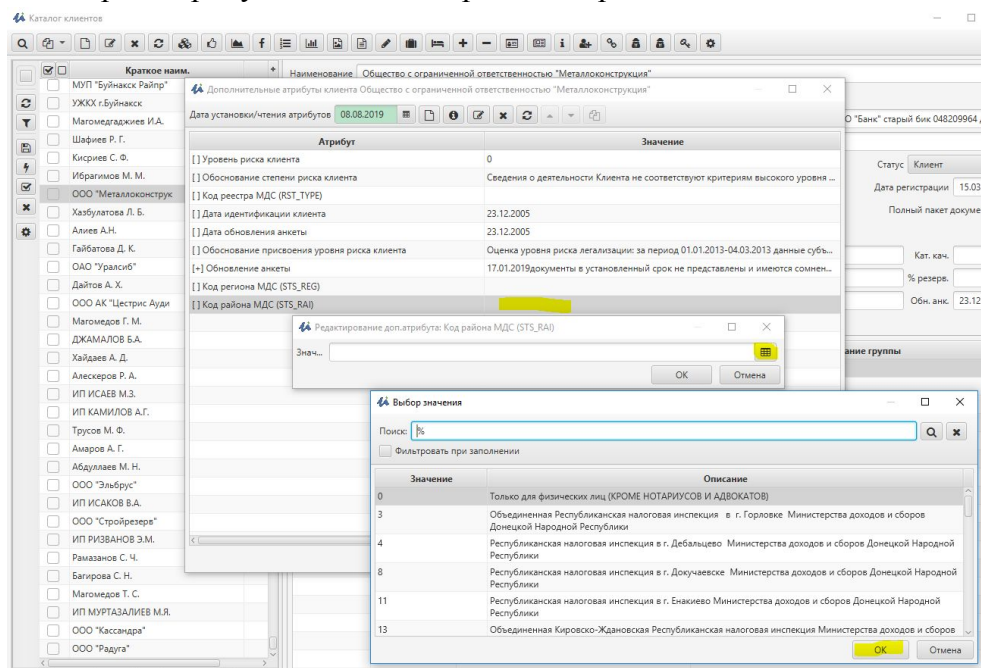 Каталог клиентов
Краткое наим.
МУП "Буйнакск Райпр"
УЖКХ г.Буйнакск
Магомедгаджиев И.А.
Шафиев Р. Г.
Кисриев С. Ф.
Ибрагимов М. М.
ООО "Металлоконструк
Хазбулатова Л. Б.
Алиев А.Н.
Гайбатова Д. К.
ОАО "Уралсиб"
Дайтов А. Х.
ООО АК "Цестрис Ауди
Магомедов Г. М.
ДЖАМАЛОВ Б.А.
Хайдаев А. Д.
Алескеров Р. А.
ИП ИСАЕВ М.З.
ИП КАМИЛОВ А.Г.
Трусов М. Ф.
Амаров А. Г.
Абдуллаев М. Н.
ООО "Эльбрус"
ИП ИСАКОВ В.А.
ООО "Стройрезерв"
ИП РИЗВАНОВ Э.М.
Рамазанов С. Ч.
Багирова С. Н.
Магомедов Т. С.
ИП МУРТАЗАЛИЕВ М.Я.
ООО "Кассандра"
ООО "Радуга"
Наименование Общество с ограниченной ответственностью "Металлоконструкция"
О "Банк" старый бик 048209964
Статус Клиент
Дата регистрации 15.03
Полный пакет докуме
Кат. кач.
% резерв.
Обн. анк. 23.12
ание группы
Дополнительные атрибуты клиента Общество с ограниченной ответственностью "Металлоконструкция"
Дата установки/чтения атрибутов 08.08.2019
Атрибут Значение
[ ] Уровень риска клиента 0
[ ] Обоснование степени риска клиента Сведения о деятельности Клиента не соответствуют критериям высокого уровня ...
[ ] Код реестра МДС (RST_TYPE)
[ ] Дата идентификации клиента 23.12.2005
[ ] Дата обновления анкеты 23.12.2005
[ ] Обоснование присвоения уровня риска клиента Оценка уровня риска легализации: за период 01.01.2013-04.03.2013 данные субъ...
[+] Обновление анкеты 17.01.2019документы в установленный срок не представлены и имеются сомнен...
[ ] Код региона МДС (STS_REG)
[ ] Код района МДС (STS_RAI)
Редактирование доп.атрибута: Код района МДС (STS_RAI)
Знач...
ОК Отмена
Выбор значения
Поиск: %
Фильтровать при заполнении
Значение Описание
0 Только для физических лиц (КРОМЕ НОТАРИУСОВ И АДВОКАТОВ)
3 Объединенная Республиканская налоговая инспекция в г. Горловке Министерства доходов и сборов
Донецкой Народной Республики
4 Республиканская налоговая инспекция в г. Дебальцево Министерства доходов и сборов Донецкой Народной
Республики
8 Республиканская налоговая инспекция в г. Докучаевске Министерства доходов и сборов Донецкой Народной
Республики
11 Республиканская налоговая инспекция в г. Енакиево Министерства доходов и сборов Донецкой Народной
Республики
13 Объединенная Кировско-Ждановская Республиканская налоговая инспекция Министерства доходов и сборов
ОК Отмена